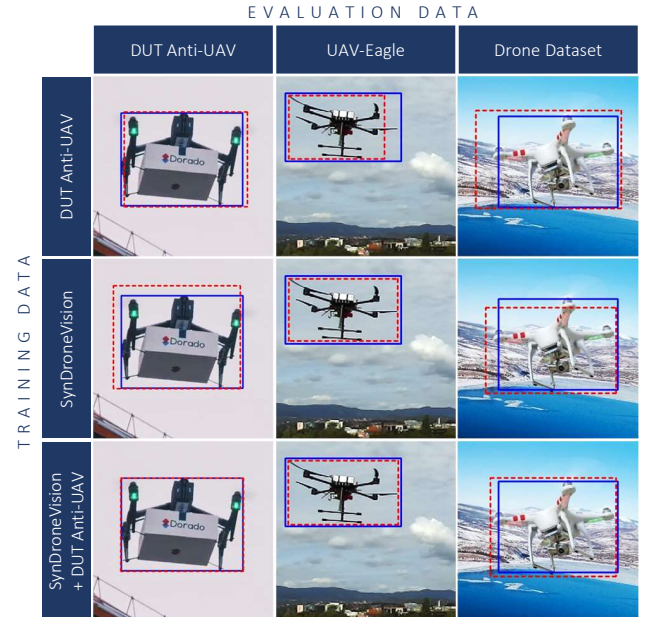 EVALUATION DATA
DUT Anti-UAV
UAV-Eagle
Drone Dataset
TRAINING DATA
DUT Anti-UAV
Dorado
SynDroneVision
Dorado
SynDroneVision
+ DUT Anti-UAV
Dorado